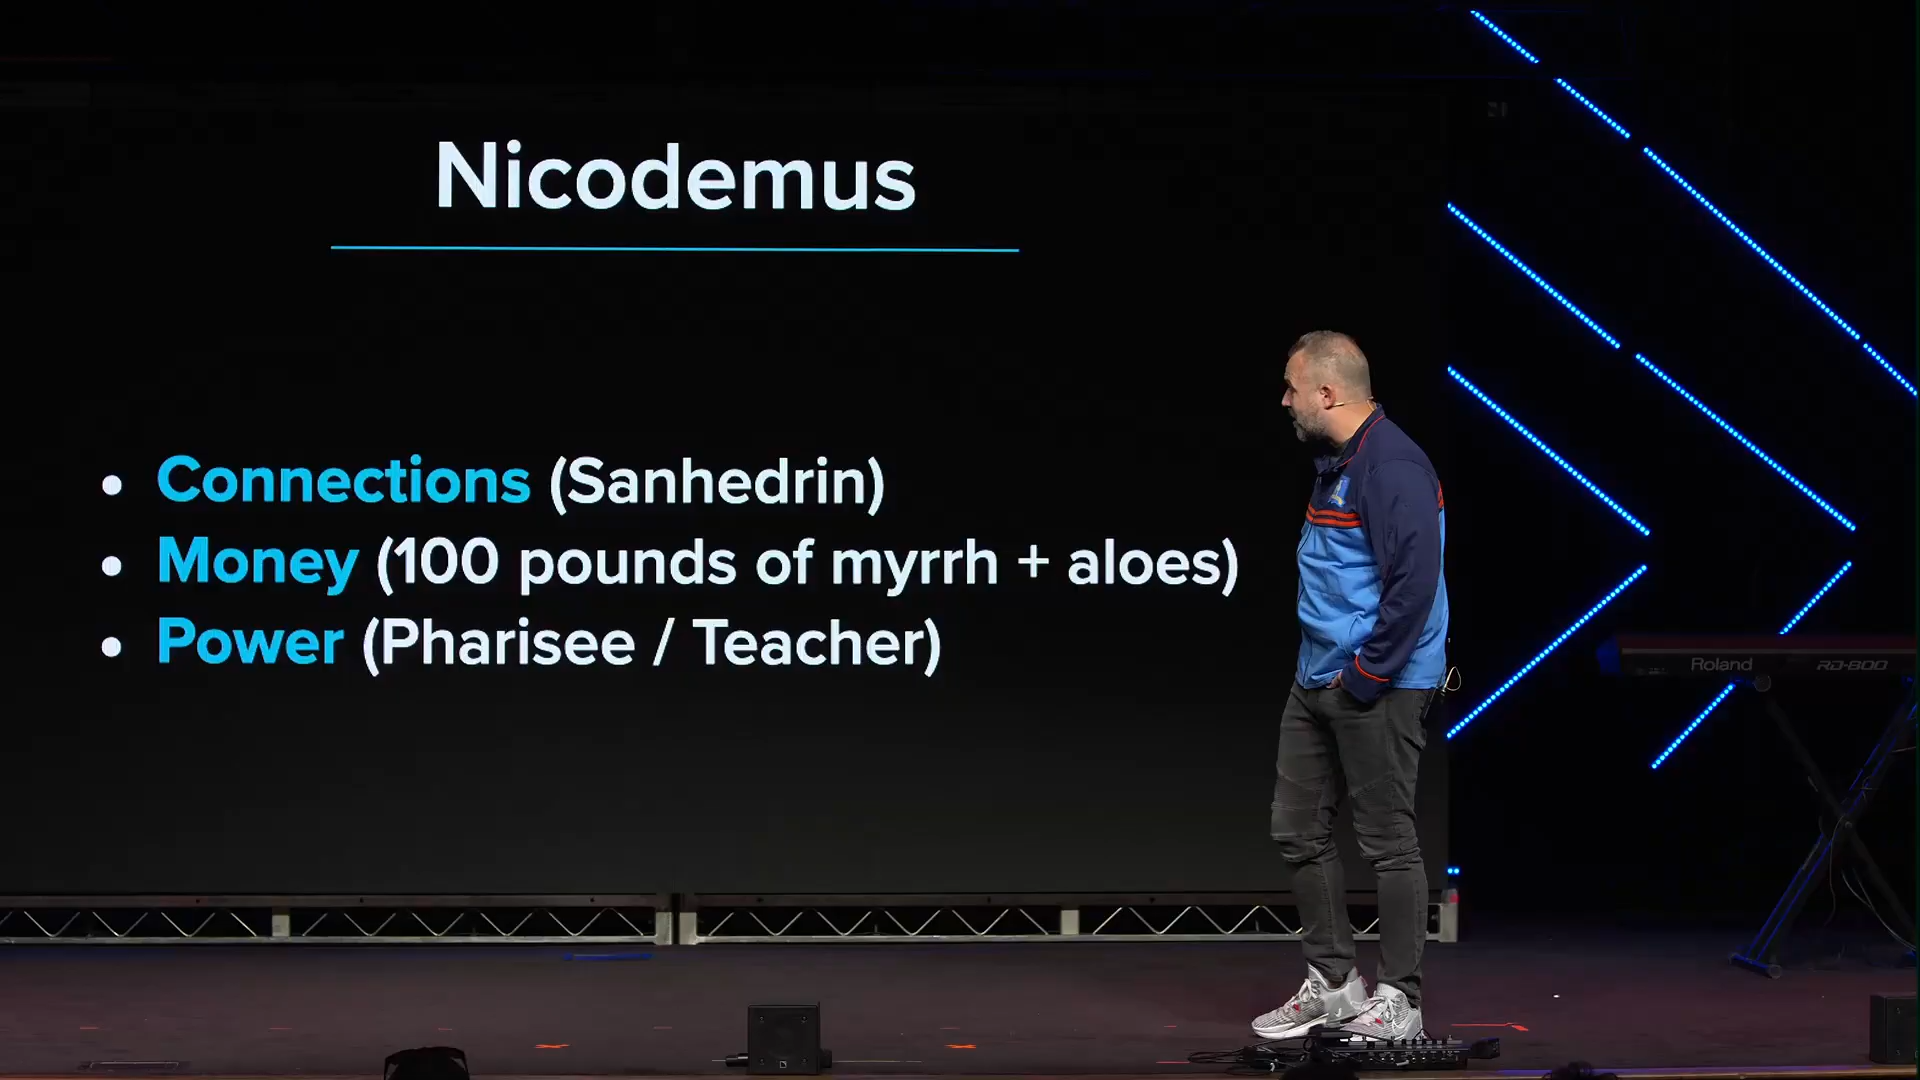 Nicodemus
• Connections (Sanhedrin)
• Money (100 pounds of myrrh + aloes)
• Power (Pharisee / Teacher)
Roland RD-800